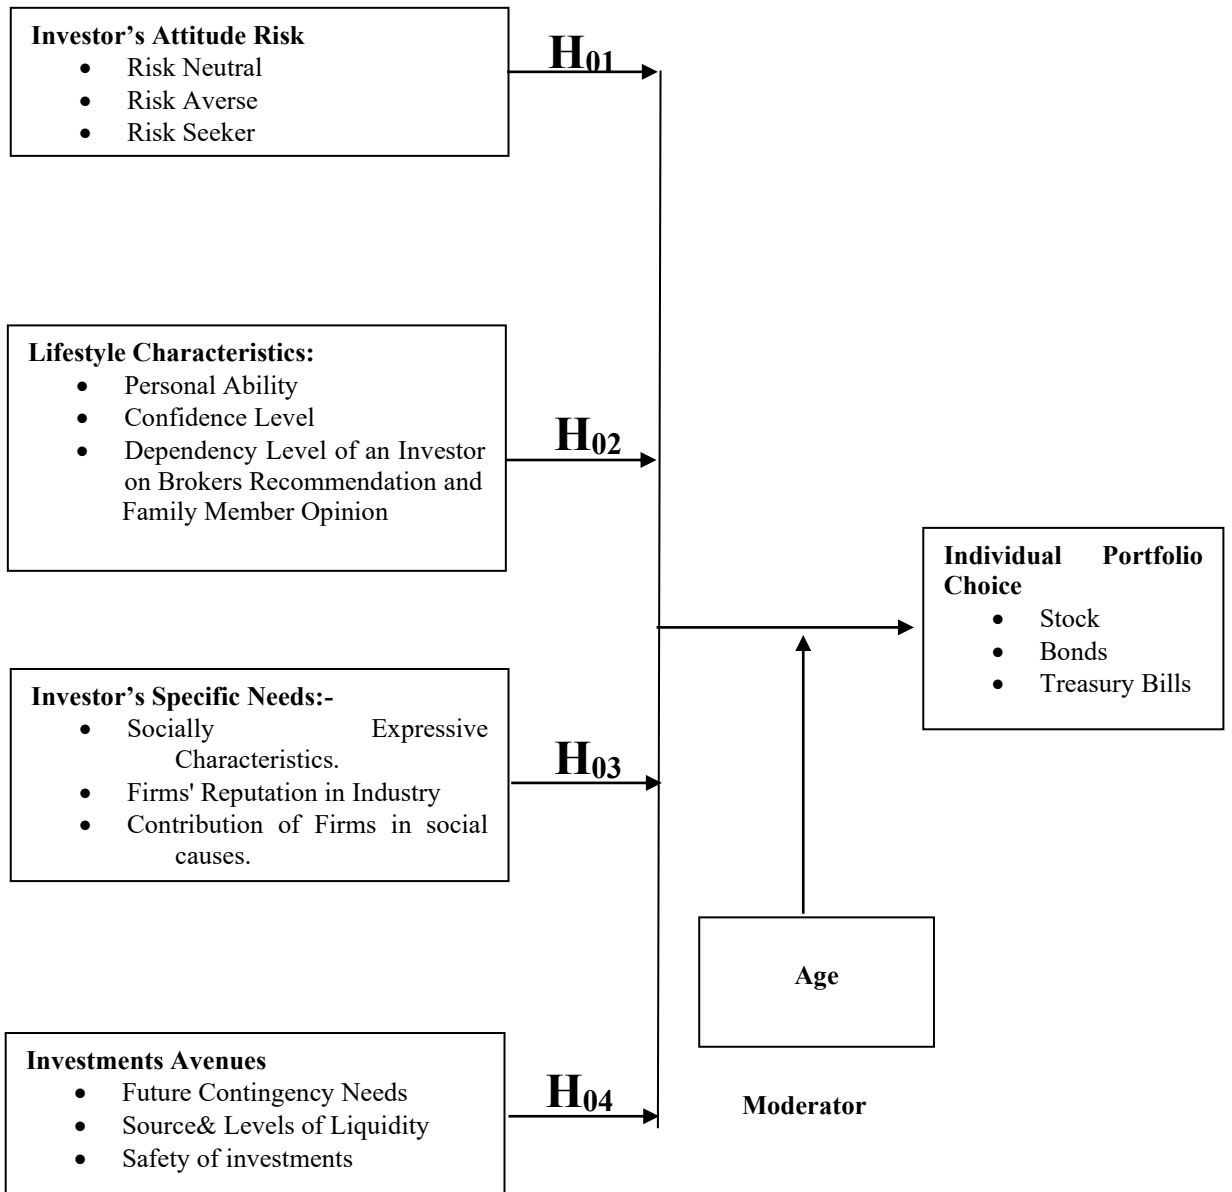 Investor’s Attitude Risk
• Risk Neutral
• Risk Averse
• Risk Seeker
H01
Lifestyle Characteristics:
• Personal Ability
• Confidence Level
• Dependency Level of an Investor
on Brokers Recommendation and
Family Member Opinion
H02
Individual Portfolio
Choice
• Stock
• Bonds
• Treasury Bills
Investor’s Specific Needs:-
• Socially Expressive
Characteristics.
• Firms' Reputation in Industry
• Contribution of Firms in social
causes.
H03
Age
Moderator
Investments Avenues
• Future Contingency Needs
• Source& Levels of Liquidity
• Safety of investments
H04